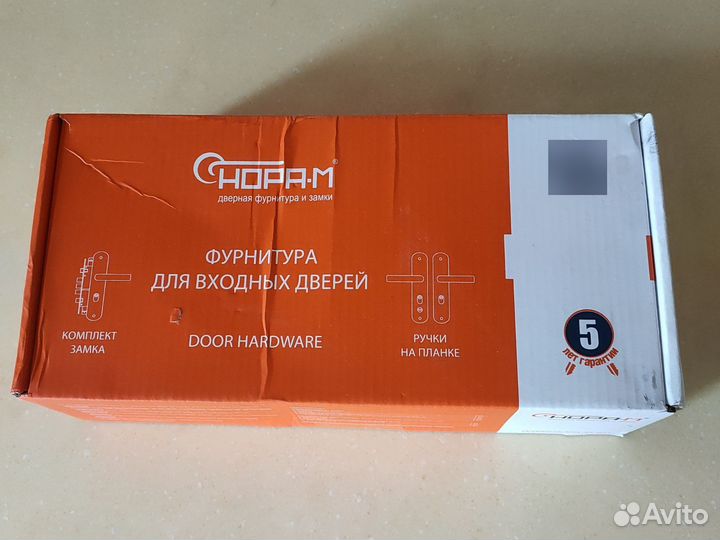 НОРА-М®
дверная фурнитура и замки
ФУРНИТУРА
ДЛЯ ВХОДНЫХ ДВЕРЕЙ
КОМПЛЕКТ
ЗАМКА
DOOR HARDWARE
РУЧКИ
НА ПЛАНКЕ
5
лет гарантии
НОРА-М
Avito